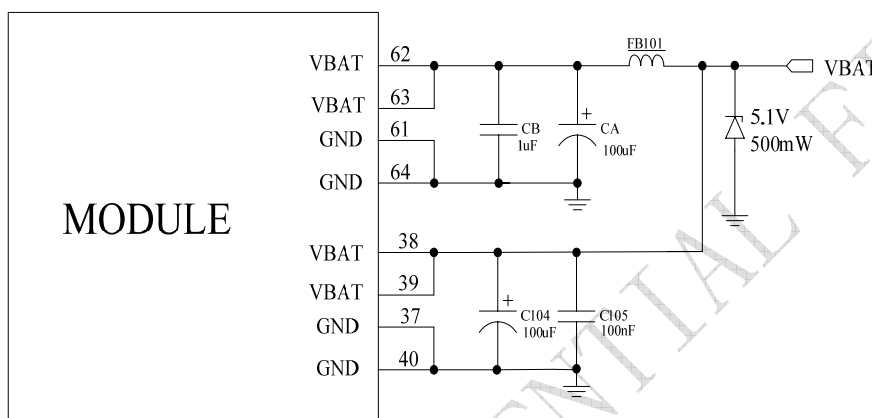 FB101
VBAT 62
VBAT
VBAT 63
5.1V
500mW
+
CB
1uF
CA
100uF
GND 61
GND 64
MODULE
VBAT 38
VBAT 39
+
C104
100uF
C105
100nF
GND 37
GND 40